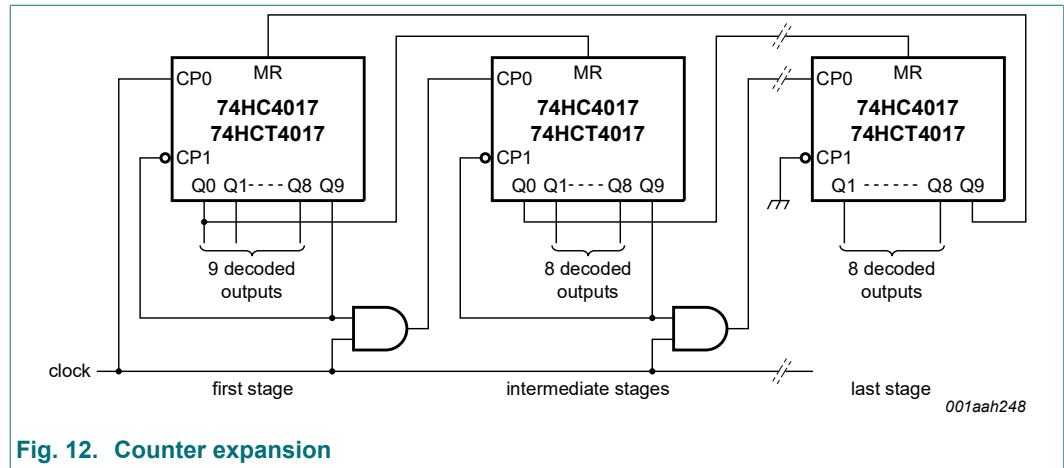 MR MR MR
CP0 CP0 CP0
74HC4017 74HC4017 74HC4017
74HCT4017 74HCT4017 74HCT4017
CP1 CP1 CP1
Q0 Q1 - - - - Q8 Q9 Q0 Q1 - - - - Q8 Q9 Q1 - - - - - - Q8 Q9
9 decoded 8 decoded 8 decoded
outputs outputs outputs
clock
first stage intermediate stages last stage
001aah248
Fig. 12. Counter expansion